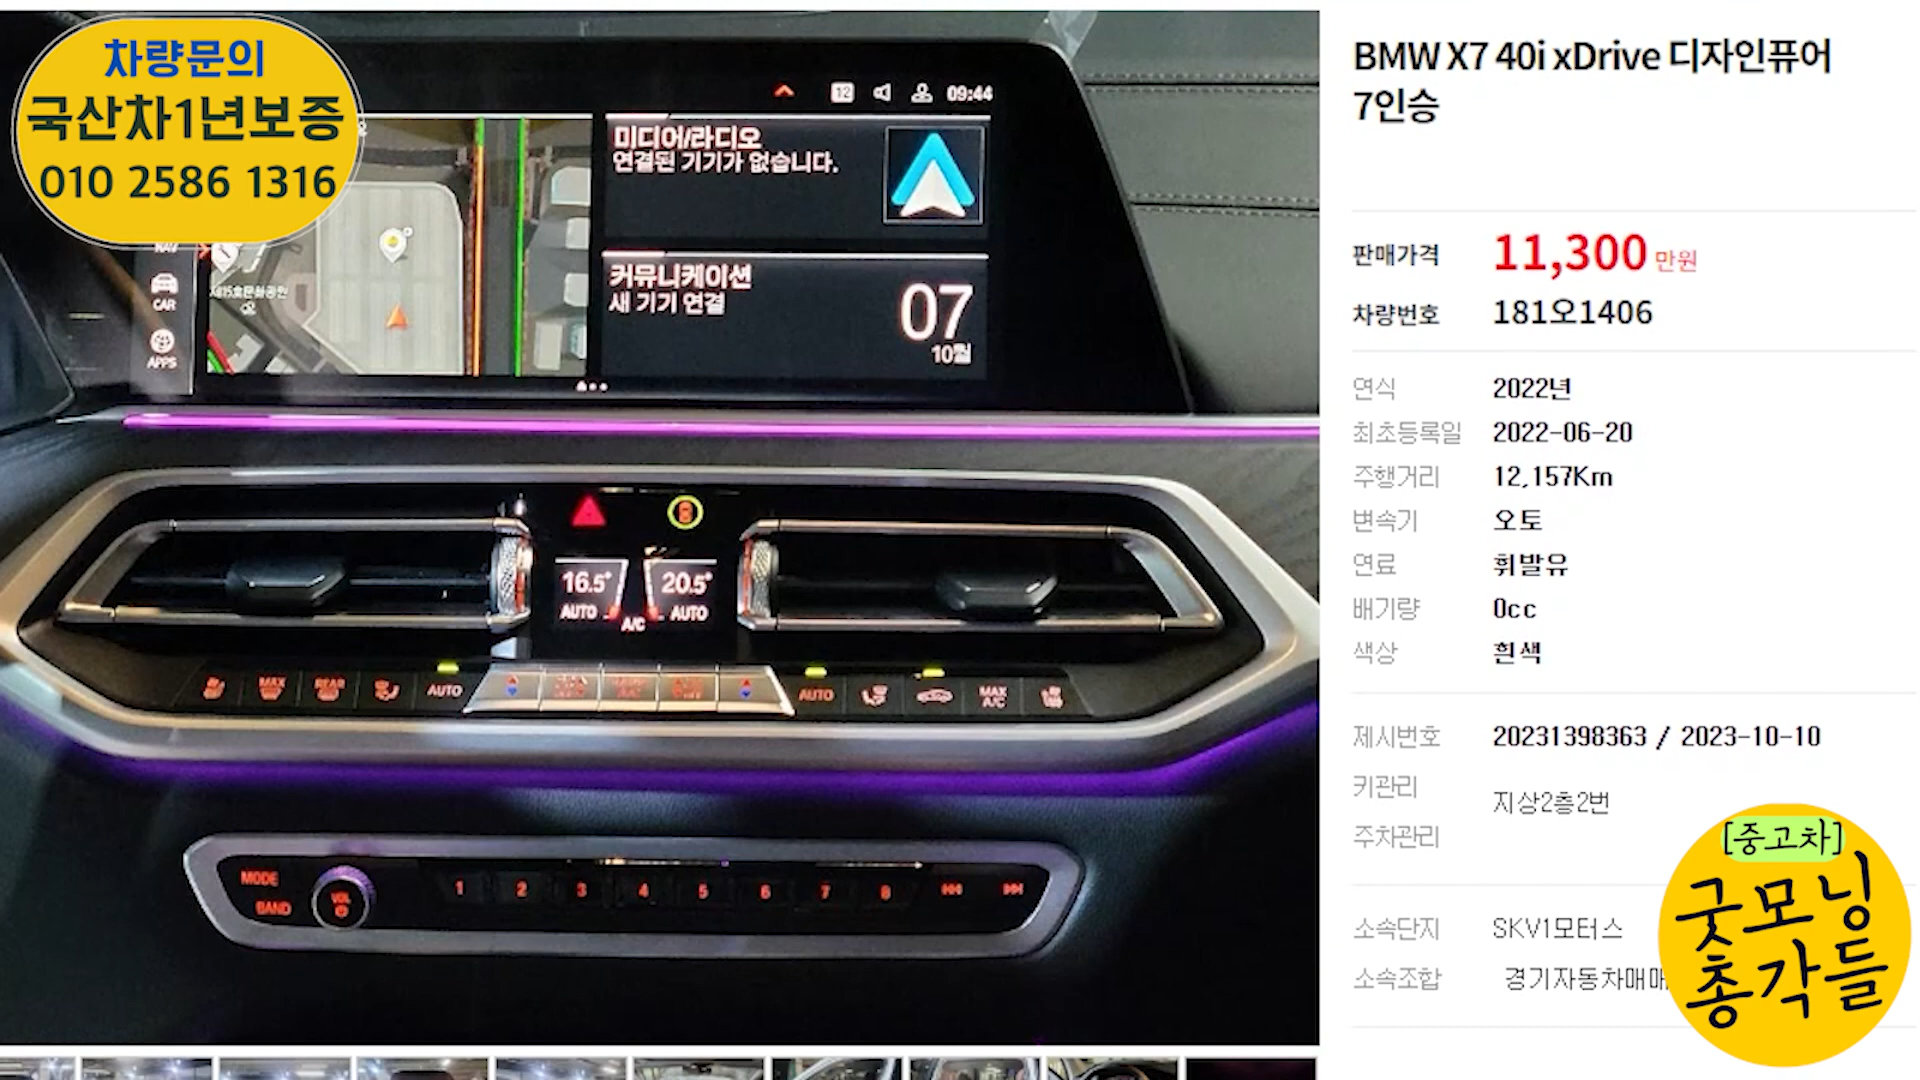 차량문의
국산차1년보증
010 2586 1316
12
09:44
미디어/라디오
연결된 기기가 없습니다.
커뮤니케이션
새 기기 연결
07
10월
CAR
APPS
16.5°
20.5°
AUTO
AUTO
A/C
MAX
REAR
AUTO
AUTO
MAX
A/C
MODE
BAND
VOL
1 2 3 4 5 6 7 8
BMW X7 40i xDrive 디자인퓨어
7인승
판매가격 11,300 만원
차량번호 181오1406
연식 2022년
최초등록일 2022-06-20
주행거리 12,157Km
변속기 오토
연료 휘발유
배기량 0cc
색상 흰색
제시번호 20231398363 / 2023-10-10
키관리
지상2층2번
주차관리
소속단지 SKV1모터스
소속조합 경기자동차매매
[중고차]
굿모닝
총각들